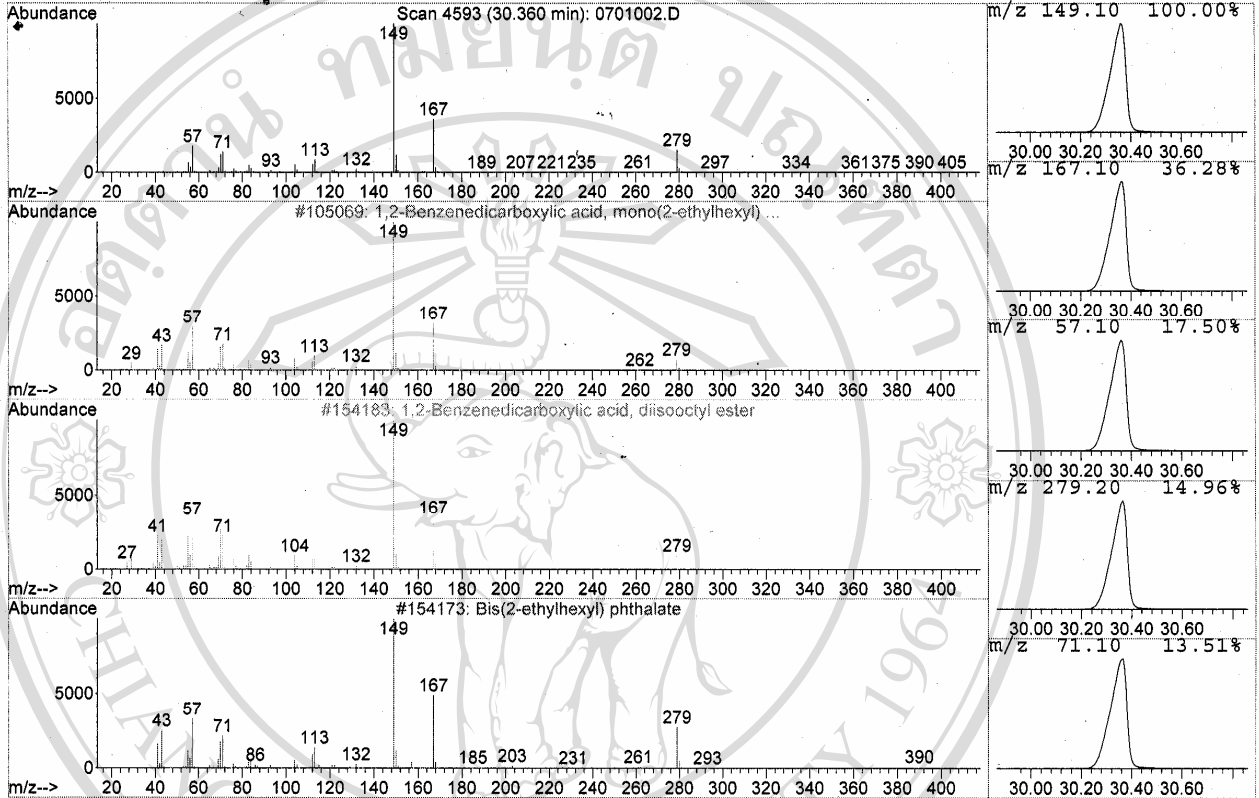 Abundance
Scan 4593 (30.360 min): 0701002.D
149
5000
167
57
71
93
113
132
189 207 221 235
261
279
297
334
361 375 390 405
0
m/z--> 20 40 60 80 100 120 140 160 180 200 220 240 260 280 300 320 340 360 380 400
Abundance
#105069: 1,2-Benzenedicarboxylic acid, mono(2-ethylhexyl) ...
149
5000
167
57
43
71
29
93
113
132
262
279
0
m/z--> 20 40 60 80 100 120 140 160 180 200 220 240 260 280 300 320 340 360 380 400
Abundance
#154183: 1,2-Benzenedicarboxylic acid, diisooctyl ester
149
5000
167
57
41
71
27
104
132
279
0
m/z--> 20 40 60 80 100 120 140 160 180 200 220 240 260 280 300 320 340 360 380 400
Abundance
#154173: Bis(2-ethylhexyl) phthalate
149
5000
167
57
43
71
86
113
132
185 203
231
261
279
293
390
0
m/z--> 20 40 60 80 100 120 140 160 180 200 220 240 260 280 300 320 340 360 380 400
m/z 149.10 100.00%
30.00 30.20 30.40 30.60
m/z 167.10 36.28%
30.00 30.20 30.40 30.60
m/z 57.10 17.50%
30.00 30.20 30.40 30.60
m/z 279.20 14.96%
30.00 30.20 30.40 30.60
m/z 71.10 13.51%
30.00 30.20 30.40 30.60
1964